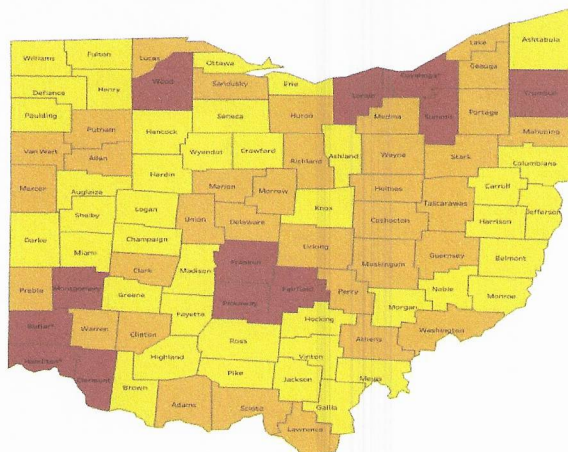 Ashtabula
Lake
Geauga
Williams
Fulton
Lucas
Ottawa
Wood
Sandusky
Erie
Lorain
Cuyahoga*
Trumbull
Defiance
Henry
Paulding
Seneca
Huron
Medina
Summit
Portage
Mahoning
Putnam
Hancock
Van Wert
Allen
Wyandot
Crawford
Richland
Ashland
Wayne
Stark
Columbiana
Mercer
Auglaize
Hardin
Marion
Morrow
Holmes
Carroll
Tuscarawas
Jefferson
Shelby
Logan
Union
Knox
Coshocton
Harrison
Darke
Delaware
Champaign
Miami
Licking
Muskingum
Guernsey
Belmont
Clark
Madison
Franklin
Preble
Montgomery
Greene
Pickaway
Fairfield
Perry
Noble
Monroe
Morgan
Fayette
Hocking
Butler*
Warren
Clinton
Ross
Athens
Washington
Hamilton*
Clermont
Highland
Vinton
Brown
Pike
Jackson
Meigs
Adams
Scioto
Gallia
Lawrence